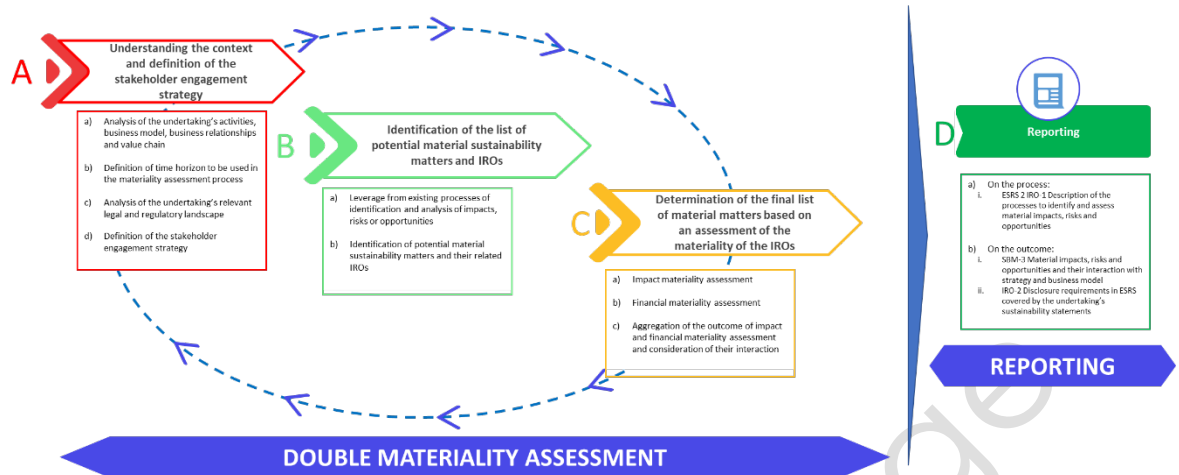 A
Understanding the context
and definition of the
stakeholder engagement
strategy
a) Analysis of the undertaking's activities,
business model, business relationships
and value chain
b) Definition of time horizon to be used in
the materiality assessment process
c) Analysis of the undertaking's relevant
legal and regulatory landscape
d) Definition of the stakeholder
engagement strategy
B
Identification of the list of
potential material sustainability
matters and IROs
a) Leverage from existing processes of
identification and analysis of impacts,
risks or opportunities
b) Identification of potential material
sustainability matters and their related
IROs
C
Determination of the final list
of material matters based on
an assessment of the
materiality of the IROs
a) Impact materiality assessment
b) Financial materiality assessment
c) Aggregation of the outcome of impact
and financial materiality assessment
and consideration of their interaction
DOUBLE MATERIALITY ASSESSMENT
D
Reporting
a) On the process:
i. ESRS 2 IRO-1 Description of the
processes to identify and assess
material impacts, risks and
opportunities
b) On the outcome:
i. SBM-3 Material impacts, risks and
opportunities and their interaction with
strategy and business model
ii. IRO-2 Disclosure requirements in ESRS
covered by the undertaking's
sustainability statements
REPORTING